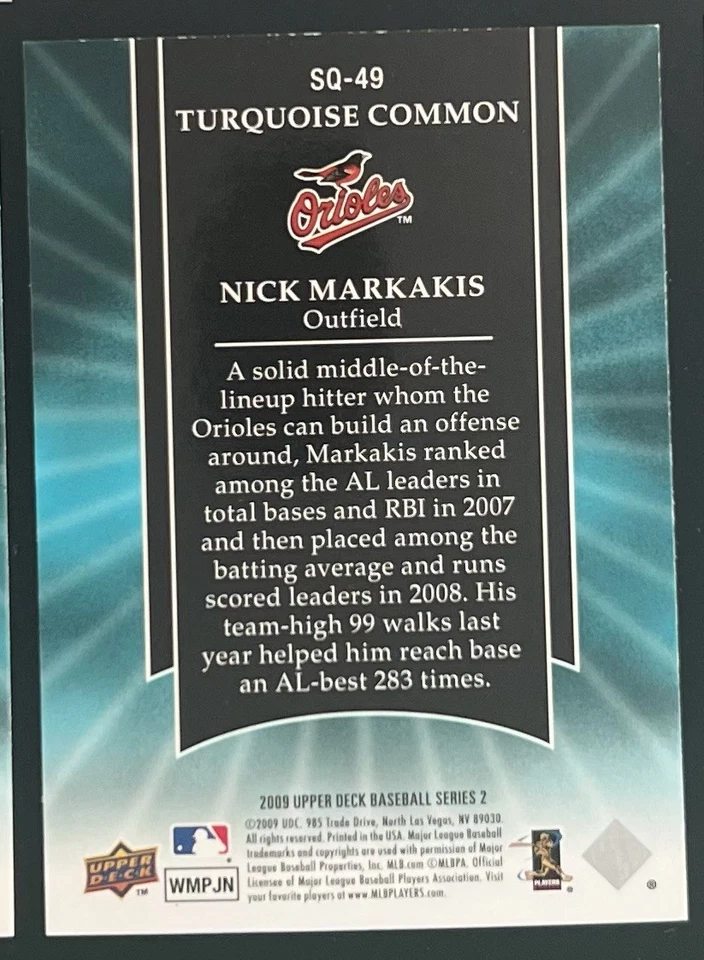 SQ-49
TURQUOISE COMMON
Orioles TM
NICK MARKAKIS
Outfield
A solid middle-of-the-
lineup hitter whom the
Orioles can build an offense
around, Markakis ranked
among the AL leaders in
total bases and RBI in 2007
and then placed among the
batting average and runs
scored leaders in 2008. His
team-high 99 walks last
year helped him reach base
an AL-best 283 times.
2009 UPPER DECK BASEBALL SERIES 2
©2009 UDC. 985 Trade Drive, North Las Vegas, NV 89030.
All rights reserved. Printed in the USA. Major League Baseball
trademarks and copyrights are used with permission of Major
League Baseball Properties, Inc. MLB.com ©MLBPA. Official
Licensee of Major League Baseball Players Association. Visit
your favorite players at www.MLBPLAYERS.com.
UPPER
D·E·C·K
TM
WMPJN
PLAYERS
®
®